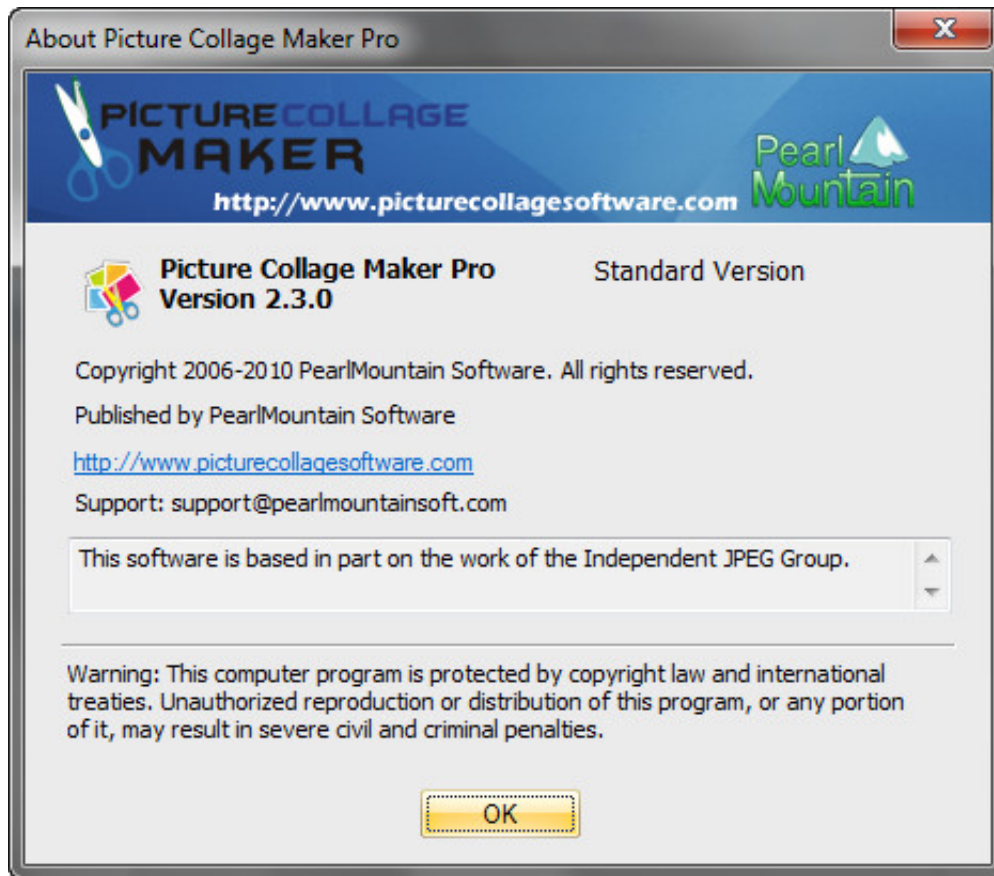 About Picture Collage Maker Pro
PICTURE COLLAGE
MAKER
http://www.picturecollagesoftware.com
Pearl
Mountain
Picture Collage Maker Pro
Version 2.3.0
Standard Version
Copyright 2006-2010 PearlMountain Software. All rights reserved.
Published by PearlMountain Software
http://www.picturecollagesoftware.com
Support: support@pearlmountainsoft.com
This software is based in part on the work of the Independent JPEG Group.
Warning: This computer program is protected by copyright law and international
treaties. Unauthorized reproduction or distribution of this program, or any portion
of it, may result in severe civil and criminal penalties.
OK